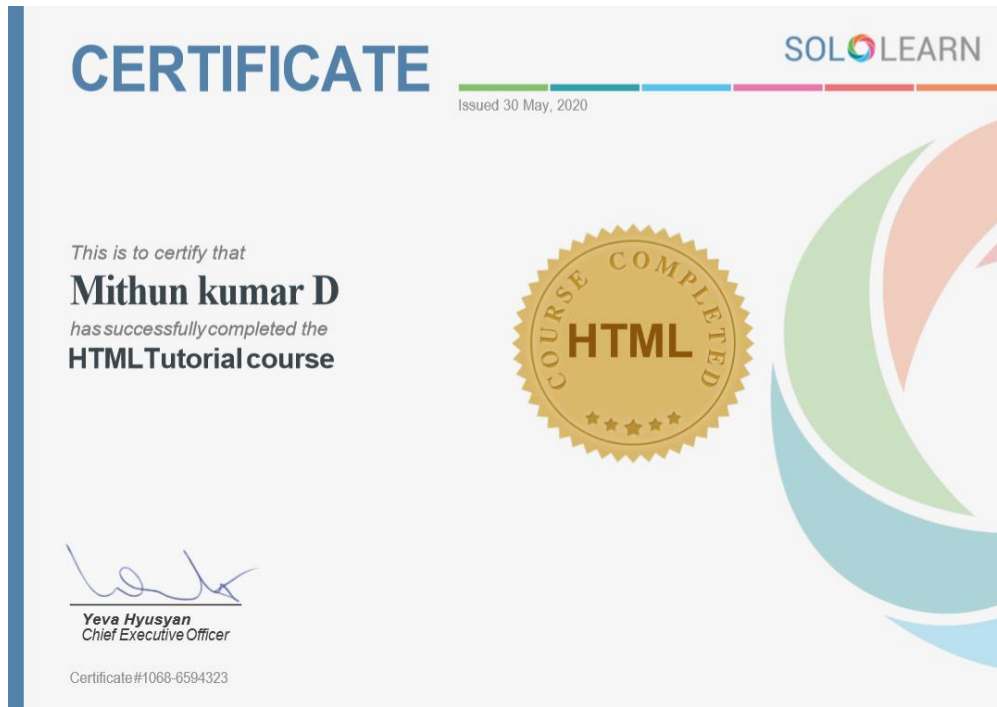 CERTIFICATE
SOLOLEARN
Issued 30 May, 2020
This is to certify that
Mithun kumar D
has successfully completed the
HTML Tutorial course
COURSE COMPLETED
HTML
Yeva Hyusyan
Chief Executive Officer
Certificate #1068-6594323